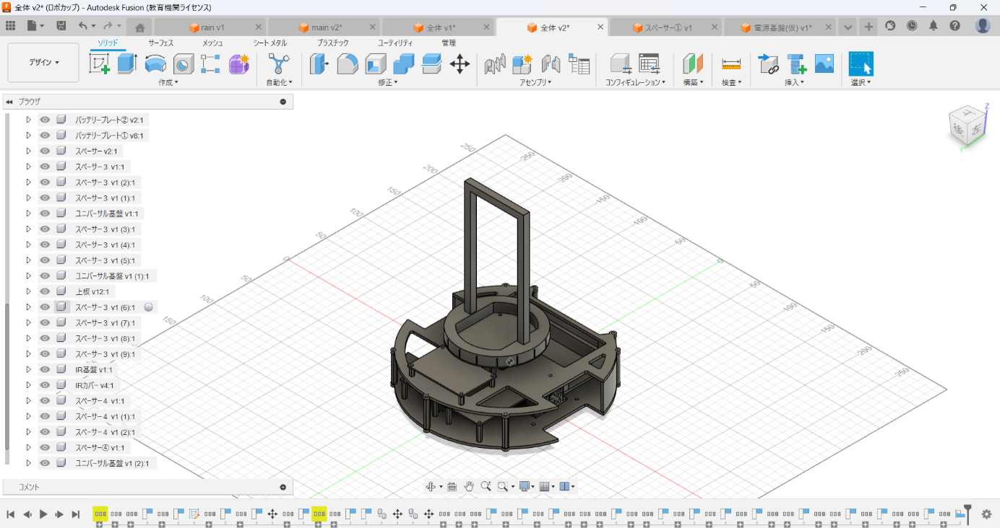 全体 v2* (ロボカップ) - Autodesk Fusion (教育機関ライセンス)
rain v1
main v2*
全体 v1*
全体 v2*
スペーサー① v1
電源基盤(仮) v1*
デザイン
ソリッド
サーフェス
メッシュ
シート メタル
プラスチック
ユーティリティ
管理
作成
自動化
修正
アセンブリ
コンフィギュレーション
構築
検査
挿入
選択
ブラウザ
バッテリープレート② v2:1
バッテリープレート① v8:1
スペーサー v2:1
スペーサー３ v1:1
スペーサー３ v1 (2):1
スペーサー３ v1 (1):1
ユニバーサル基盤 v1:1
スペーサー３ v1 (3):1
スペーサー３ v1 (4):1
スペーサー３ v1 (5):1
ユニバーサル基盤 v1 (1):1
上板 v12:1
スペーサー３ v1 (6):1
スペーサー３ v1 (7):1
スペーサー３ v1 (8):1
スペーサー３ v1 (9):1
IR基盤 v1:1
IRカバー v4:1
スペーサー４ v1:1
スペーサー４ v1 (1):1
スペーサー４ v1 (2):1
スペーサー④ v1:1
ユニバーサル基盤 v1 (2):1
コメント
250
200
150
100
50
0
50
100
150
250
200
150
100
50
0
50
100
150
200
250
Z
上
後
左
Y